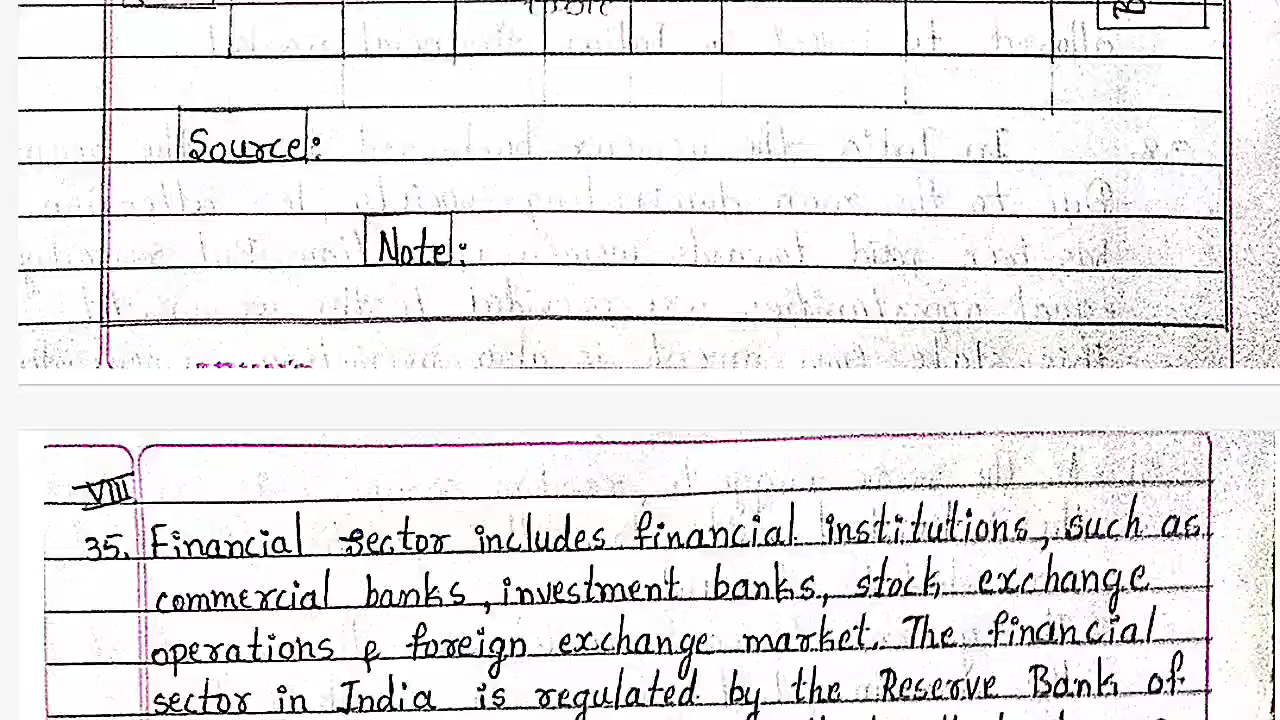 Source:
Note:
VIII
35. Financial sector includes financial institutions, such as
commercial banks, investment banks, stock exchange
operations & foreign exchange market. The financial
sector in India is regulated by the Reserve Bank of